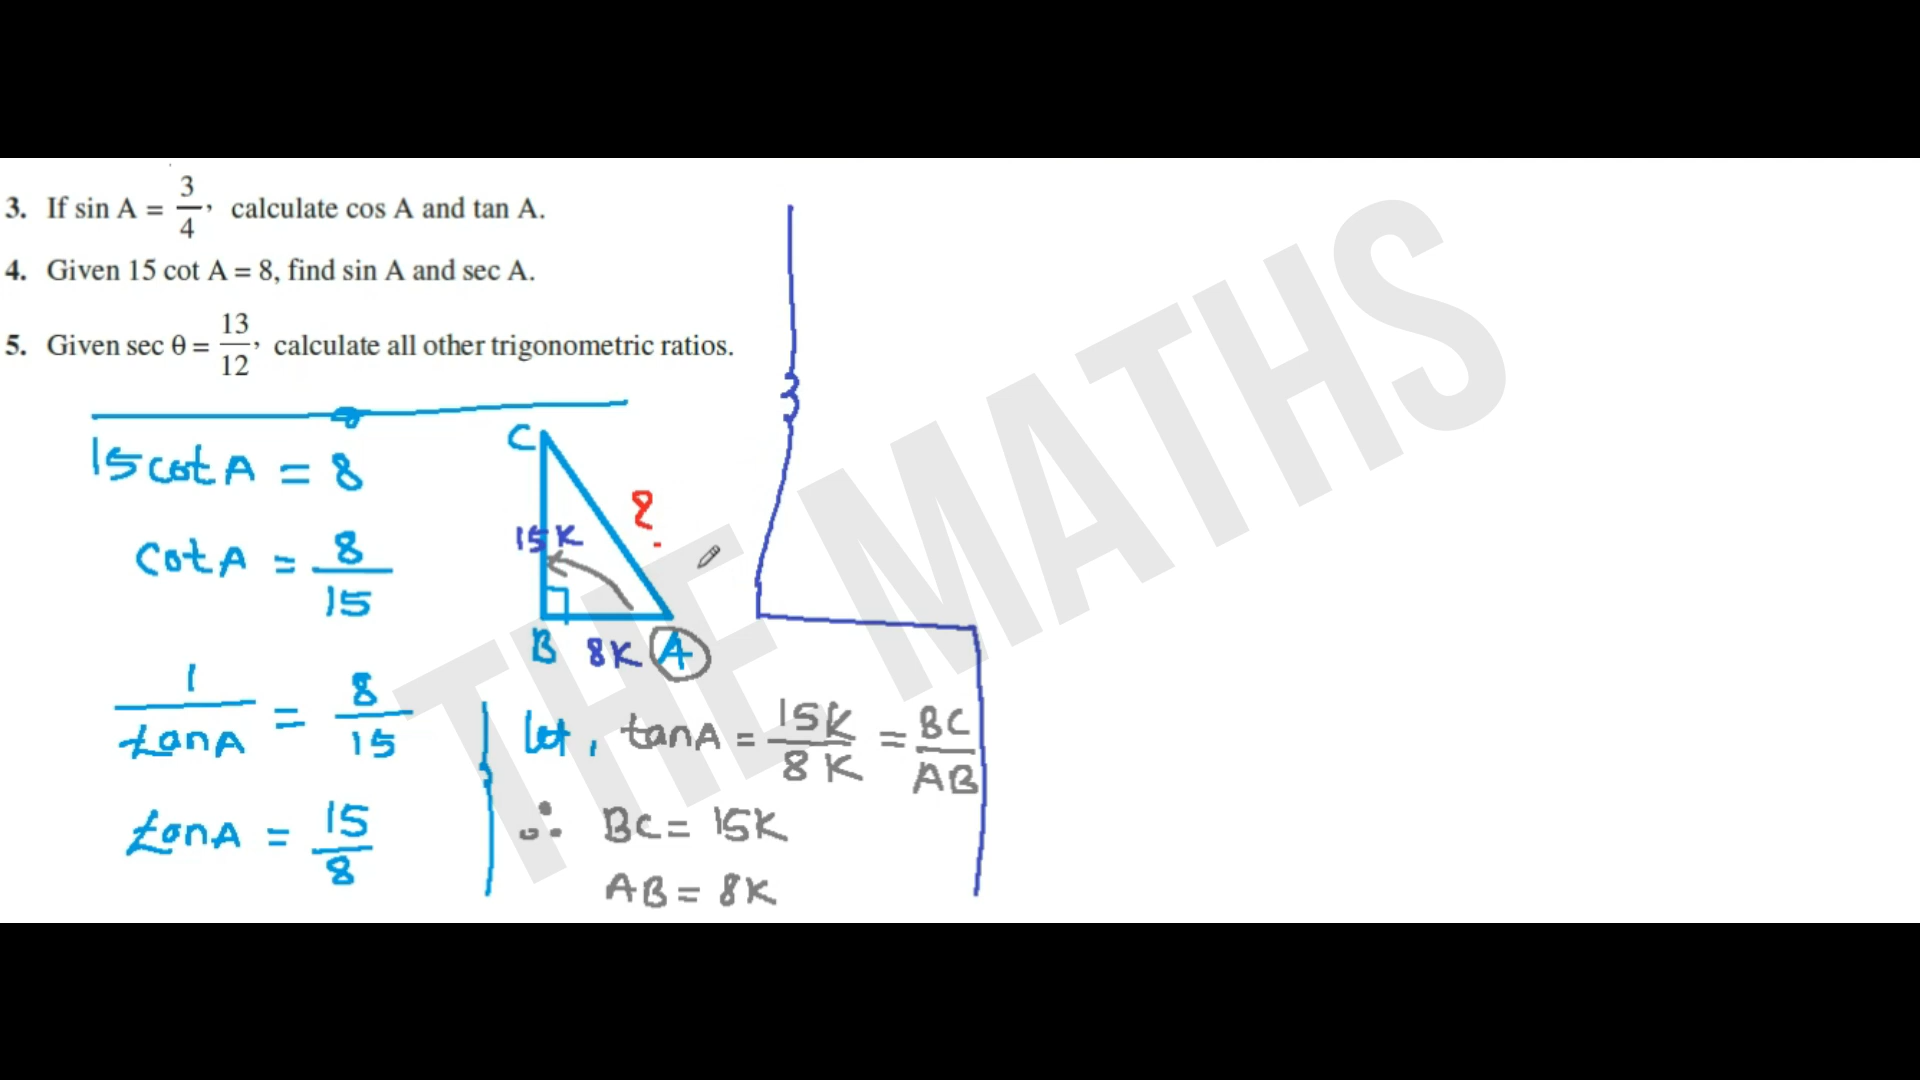 3. If sin A = 3/4, calculate cos A and tan A.
4. Given 15 cot A = 8, find sin A and sec A.
5. Given sec θ = 13/12, calculate all other trigonometric ratios.
15 cot A = 8
cot A = 8/15
1/tan A = 8/15
tan A = 15/8
C
?
15K
B 8K A
let, tan A = 15K/8K = BC/AB
∴ BC = 15K
AB = 8K
THE MATHS